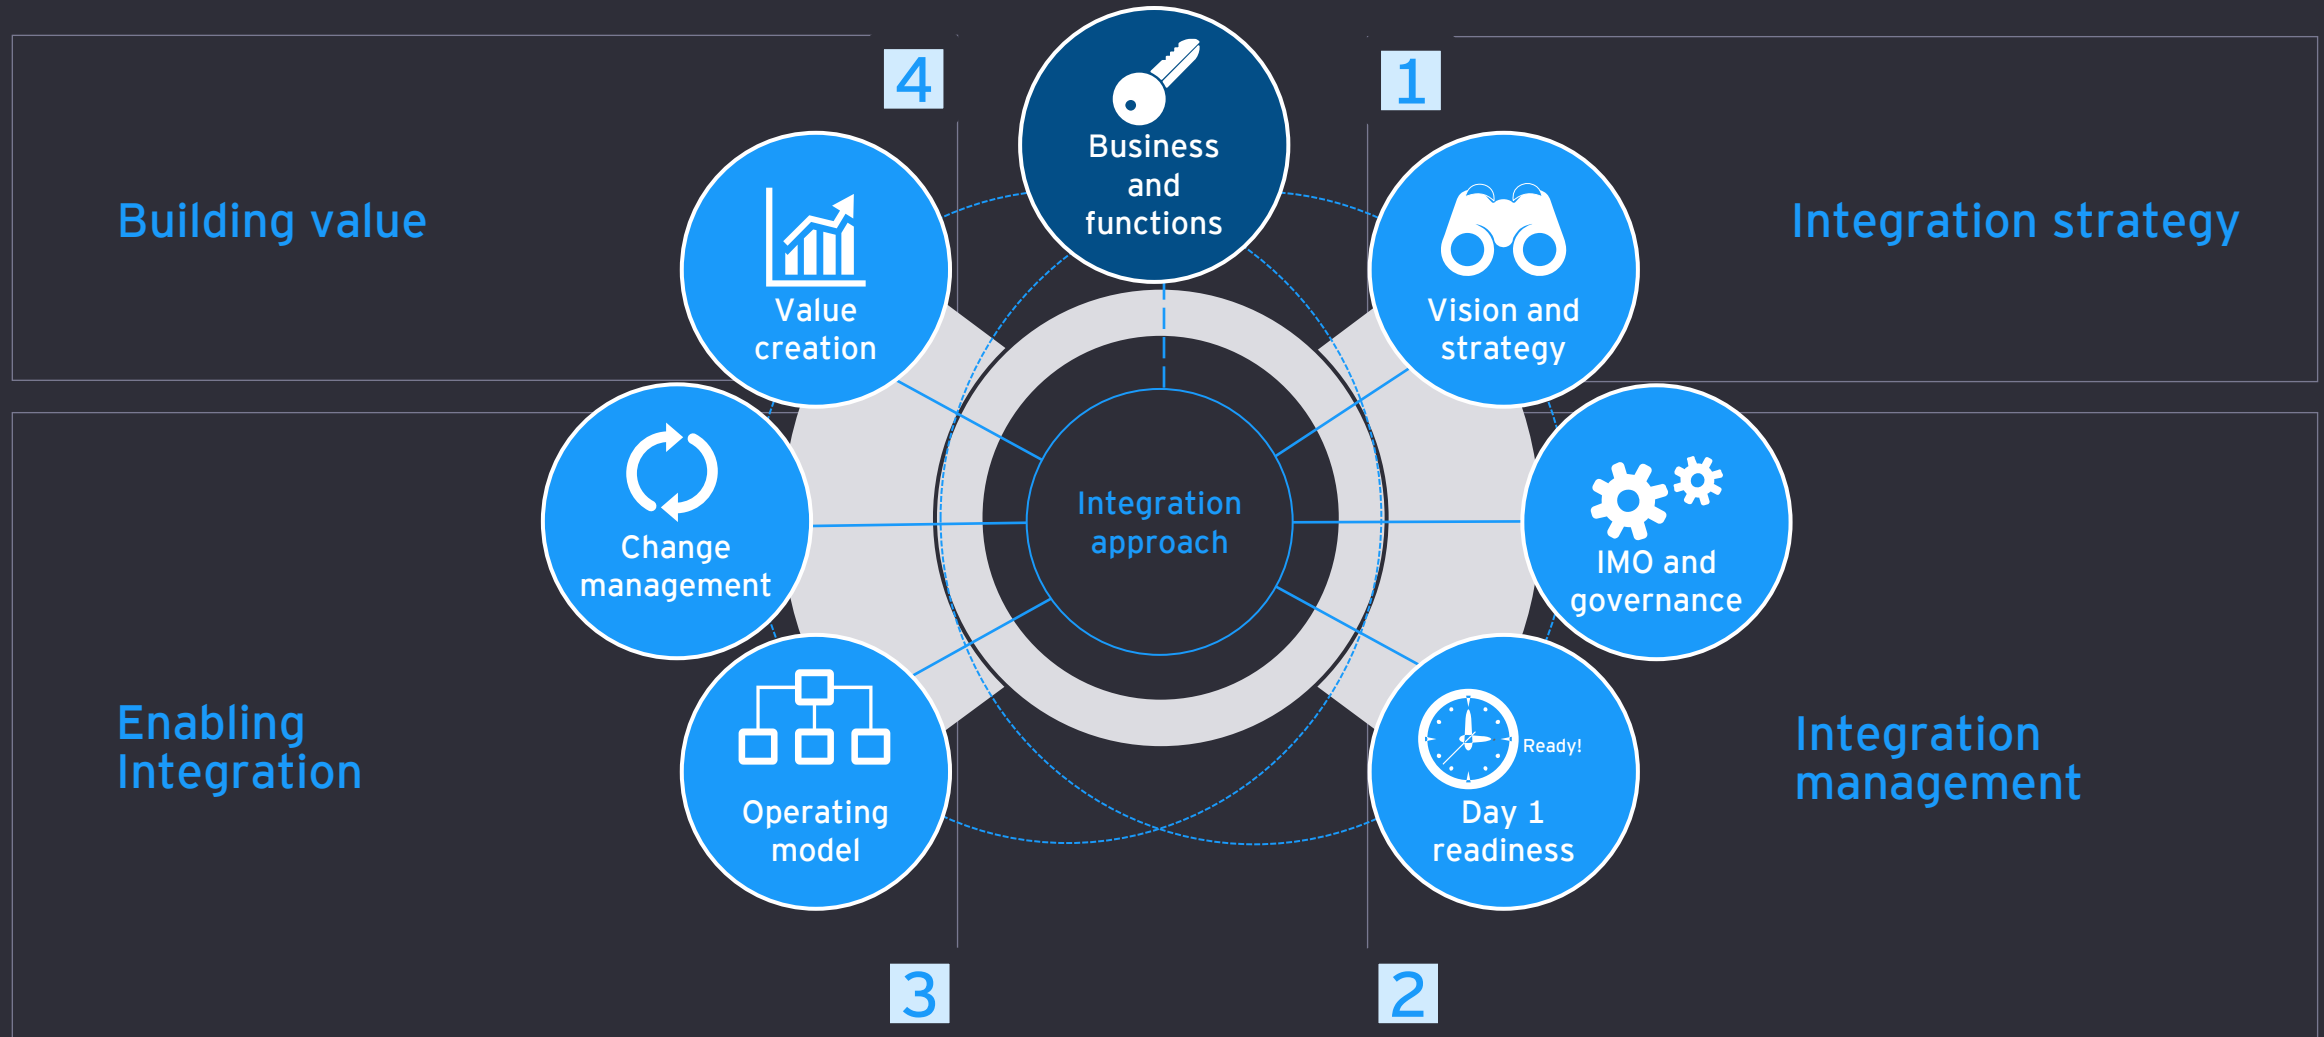 4
1
Business
and
functions
Building value
Integration strategy
Value
creation
Vision and
strategy
Integration
approach
Change
management
IMO and
governance
Enabling
Integration
Integration
management
Ready!
Operating
model
Day 1
readiness
3
2